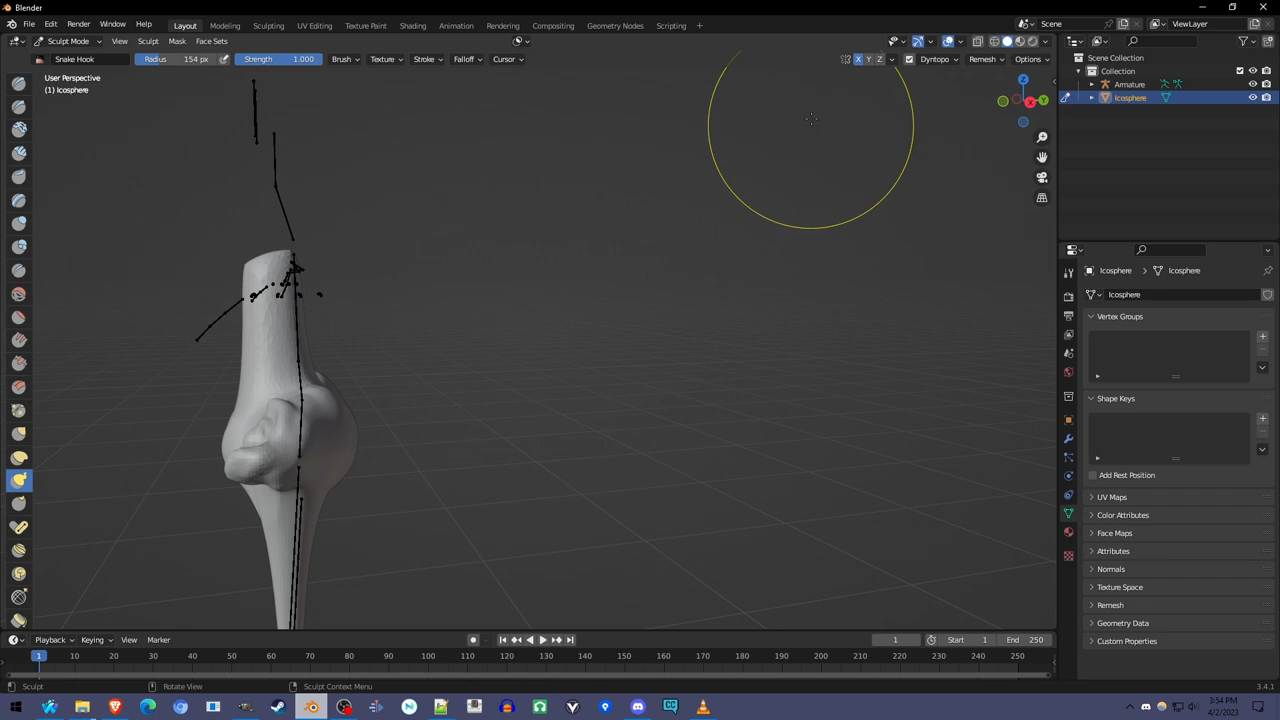 Blender
File Edit Render Window Help Layout Modeling Sculpting UV Editing Texture Paint Shading Animation Rendering Compositing Geometry Nodes Scripting + Scene ViewLayer
Sculpt Mode View Sculpt Mask Face Sets
Snake Hook Radius 154 px Strength 1.000 Brush Texture Stroke Falloff Cursor X Y Z Dyntopo Remesh Options
User Perspective
(1) Icosphere
Scene Collection
Collection
Armature
Icosphere
X Y Z
Icosphere > Icosphere
Icosphere
Vertex Groups
Shape Keys
Add Rest Position
UV Maps
Color Attributes
Face Maps
Attributes
Normals
Texture Space
Remesh
Geometry Data
Custom Properties
Playback Keying View Marker 1 Start 1 End 250
1 10 20 30 40 50 60 70 80 90 100 110 120 130 140 150 160 170 180 190 200 210 220 230 240 250
Sculpt Rotate View Sculpt Context Menu 3.4.1
3:54 PM
4/2/2023